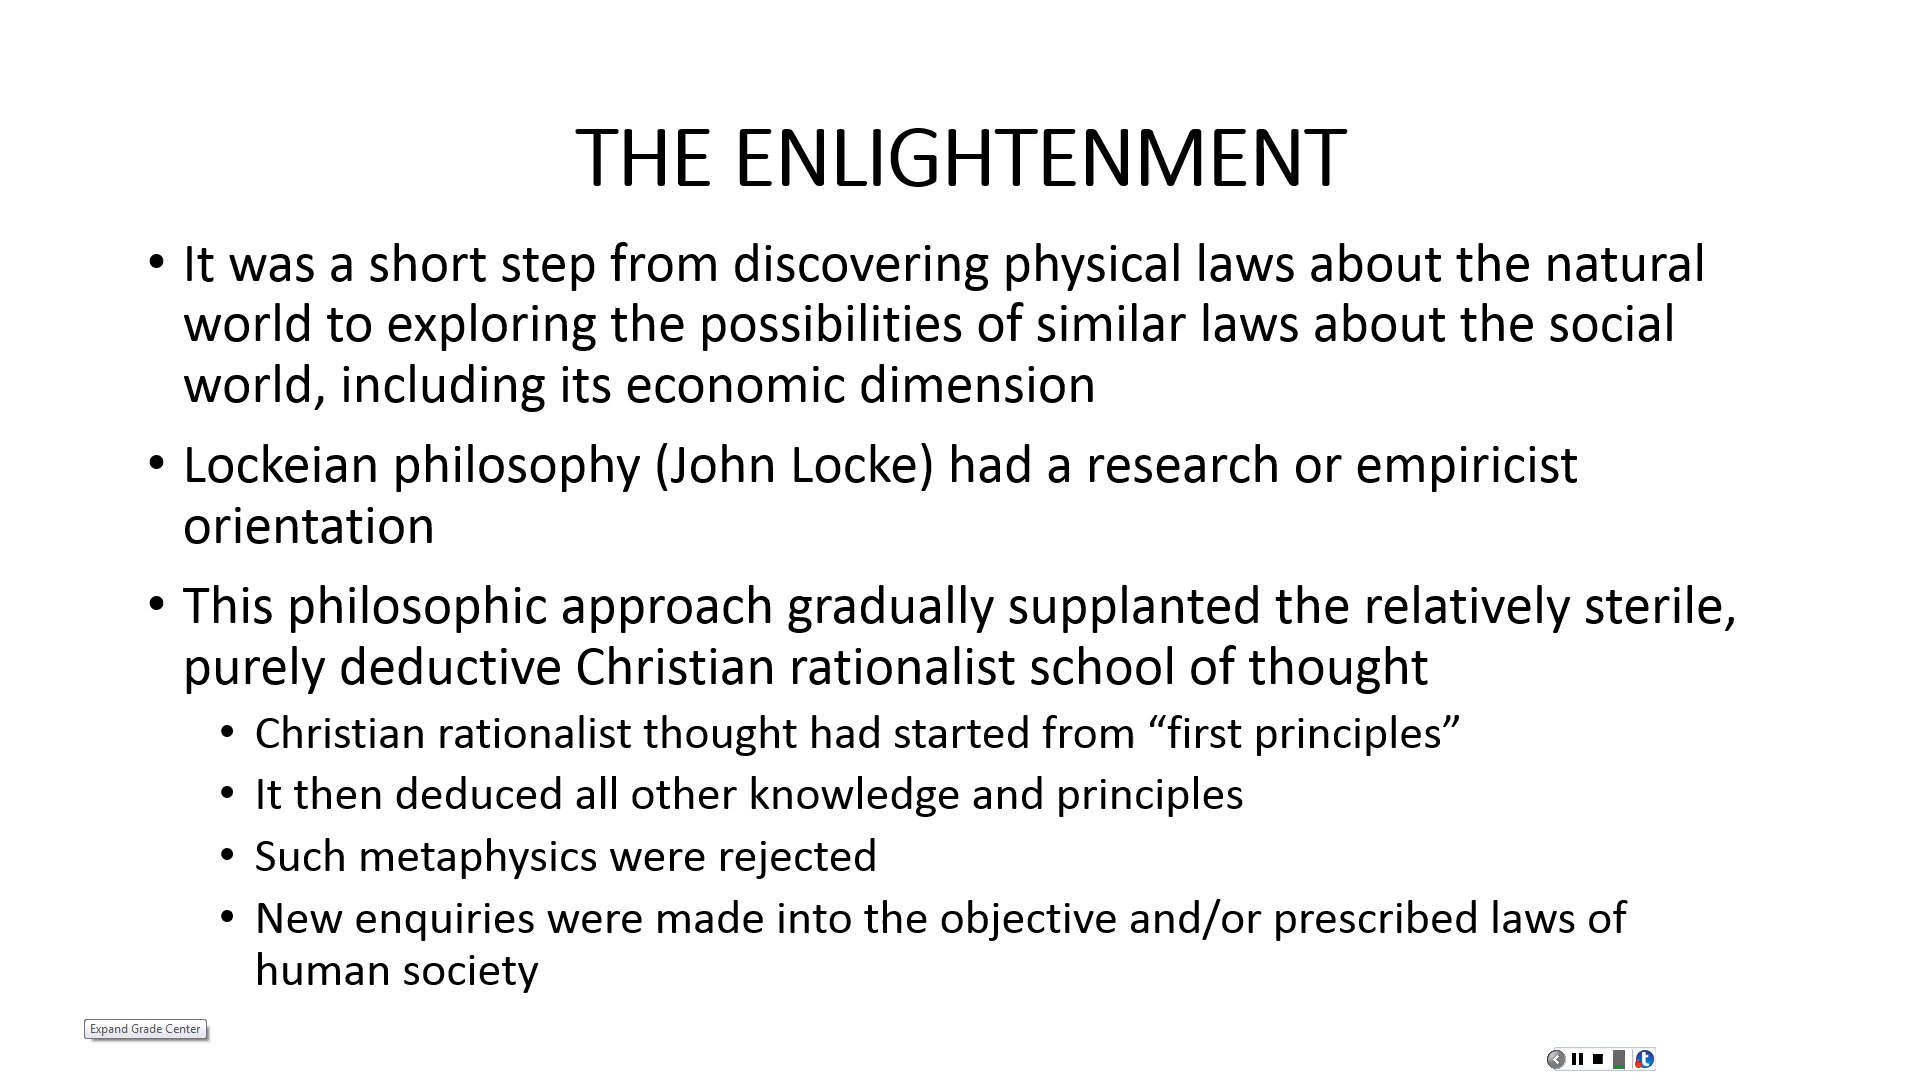 THE ENLIGHTENMENT
• It was a short step from discovering physical laws about the natural
world to exploring the possibilities of similar laws about the social
world, including its economic dimension
• Lockeian philosophy (John Locke) had a research or empiricist
orientation
• This philosophic approach gradually supplanted the relatively sterile,
purely deductive Christian rationalist school of thought
• Christian rationalist thought had started from “first principles”
• It then deduced all other knowledge and principles
• Such metaphysics were rejected
• New enquiries were made into the objective and/or prescribed laws of
human society
Expand Grade Center
t